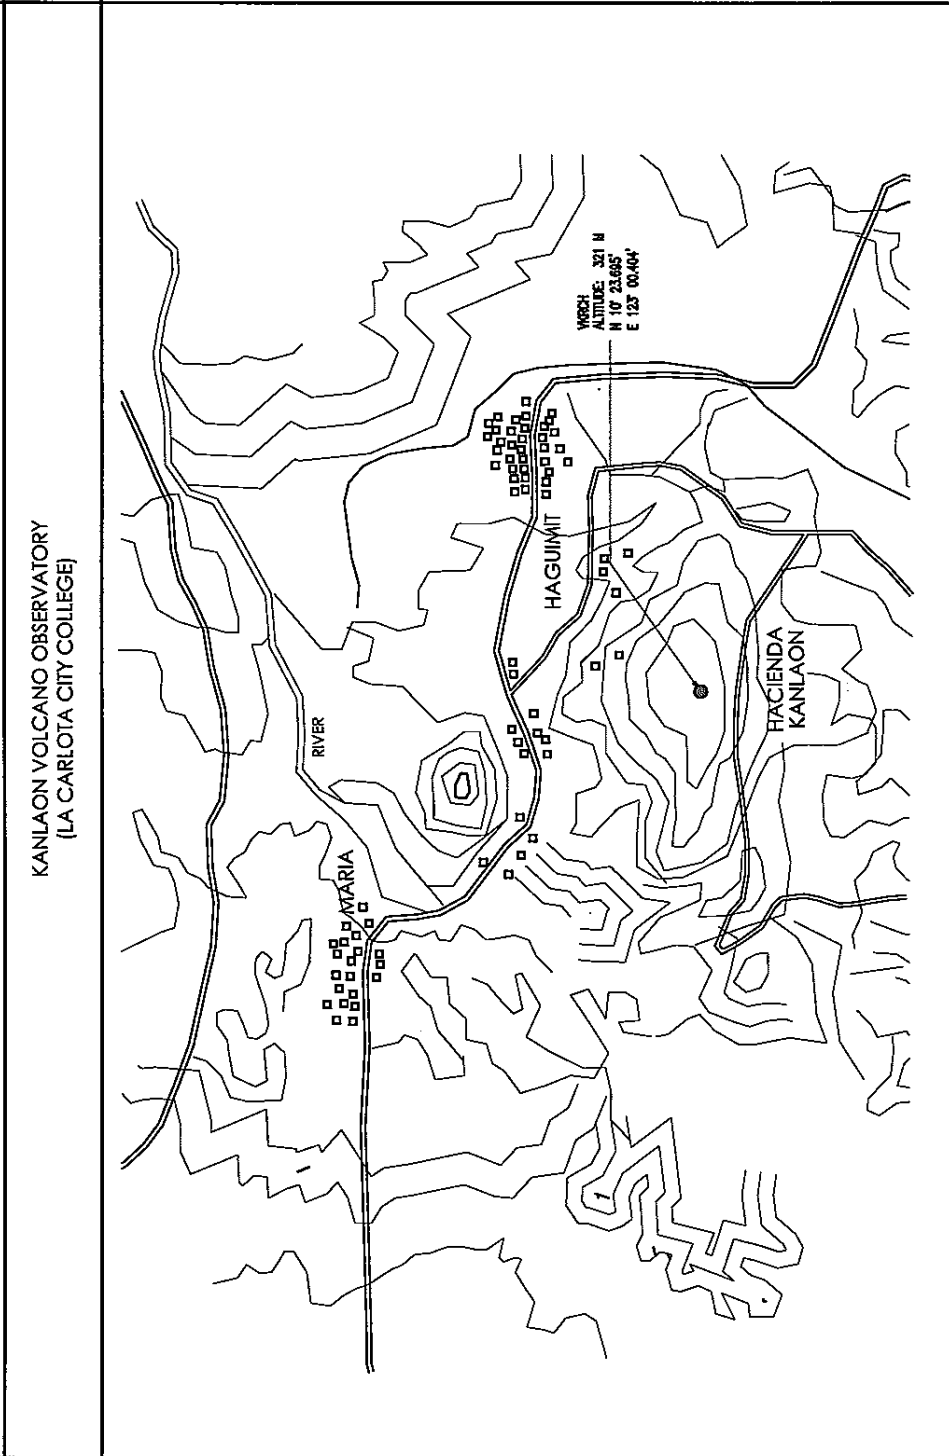 KANLAON VOLCANO OBSERVATORY
(LA CARLOTA CITY COLLEGE)
RIVER
MARIA
HAGUIMIT
VKRCH
ALTITUDE: 321 M
N 10° 23.695'
E 123° 00.404'
HACIENDA
KANLAON